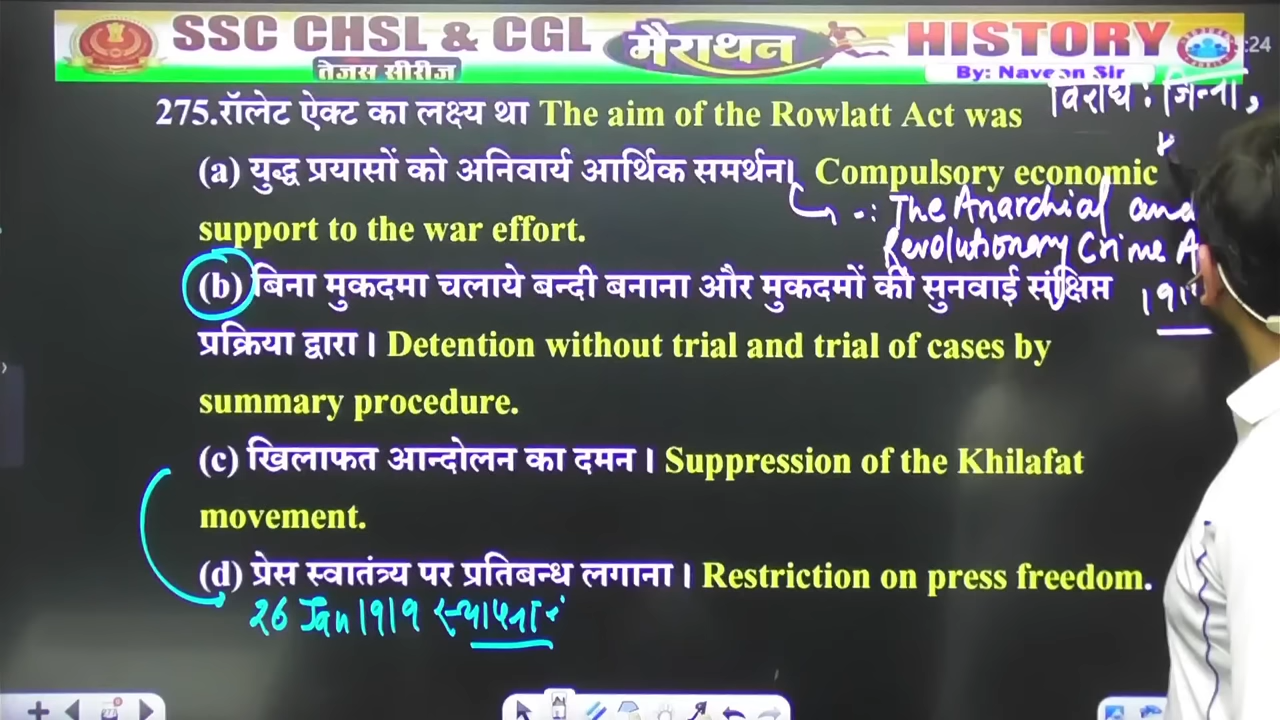 SSC CHSL & CGL मैराथन HISTORY
तेजस सीरीज By: Naveen Sir
:24
विरोध : जिन्ना,
275.रॉलेट ऐक्ट का लक्ष्य था The aim of the Rowlatt Act was
(a) युद्ध प्रयासों को अनिवार्य आर्थिक समर्थन। Compulsory economic
support to the war effort.
The Anarchial and
Revolutionary Crime A
(b) बिना मुकदमा चलाये बन्दी बनाना और मुकदमों की सुनवाई संक्षिप्त
प्रक्रिया द्वारा। Detention without trial and trial of cases by
summary procedure.
(c) खिलाफत आन्दोलन का दमन। Suppression of the Khilafat
movement.
(d) प्रेस स्वातंत्र्य पर प्रतिबन्ध लगाना। Restriction on press freedom.
26 Jan 1919 स्थापना